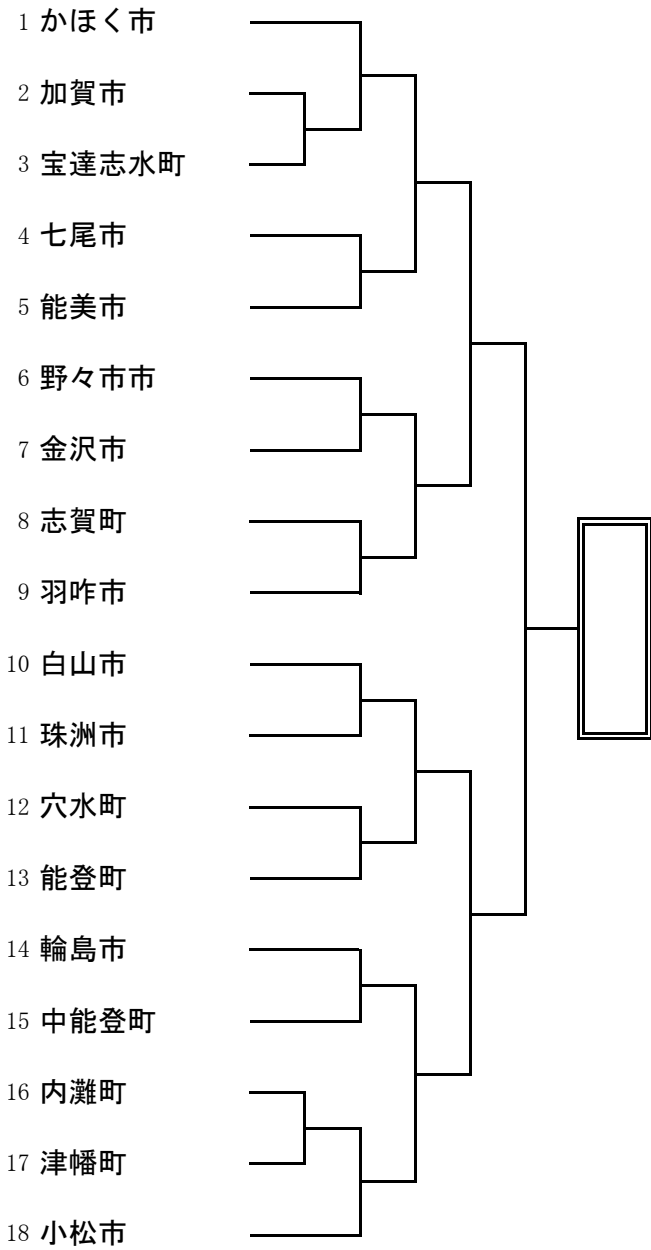 1 かほく市
2 加賀市
3 宝達志水町
4 七尾市
5 能美市
6 野々市市
7 金沢市
8 志賀町
9 羽咋市
10 白山市
11 珠洲市
12 穴水町
13 能登町
14 輪島市
15 中能登町
16 内灘町
17 津幡町
18 小松市